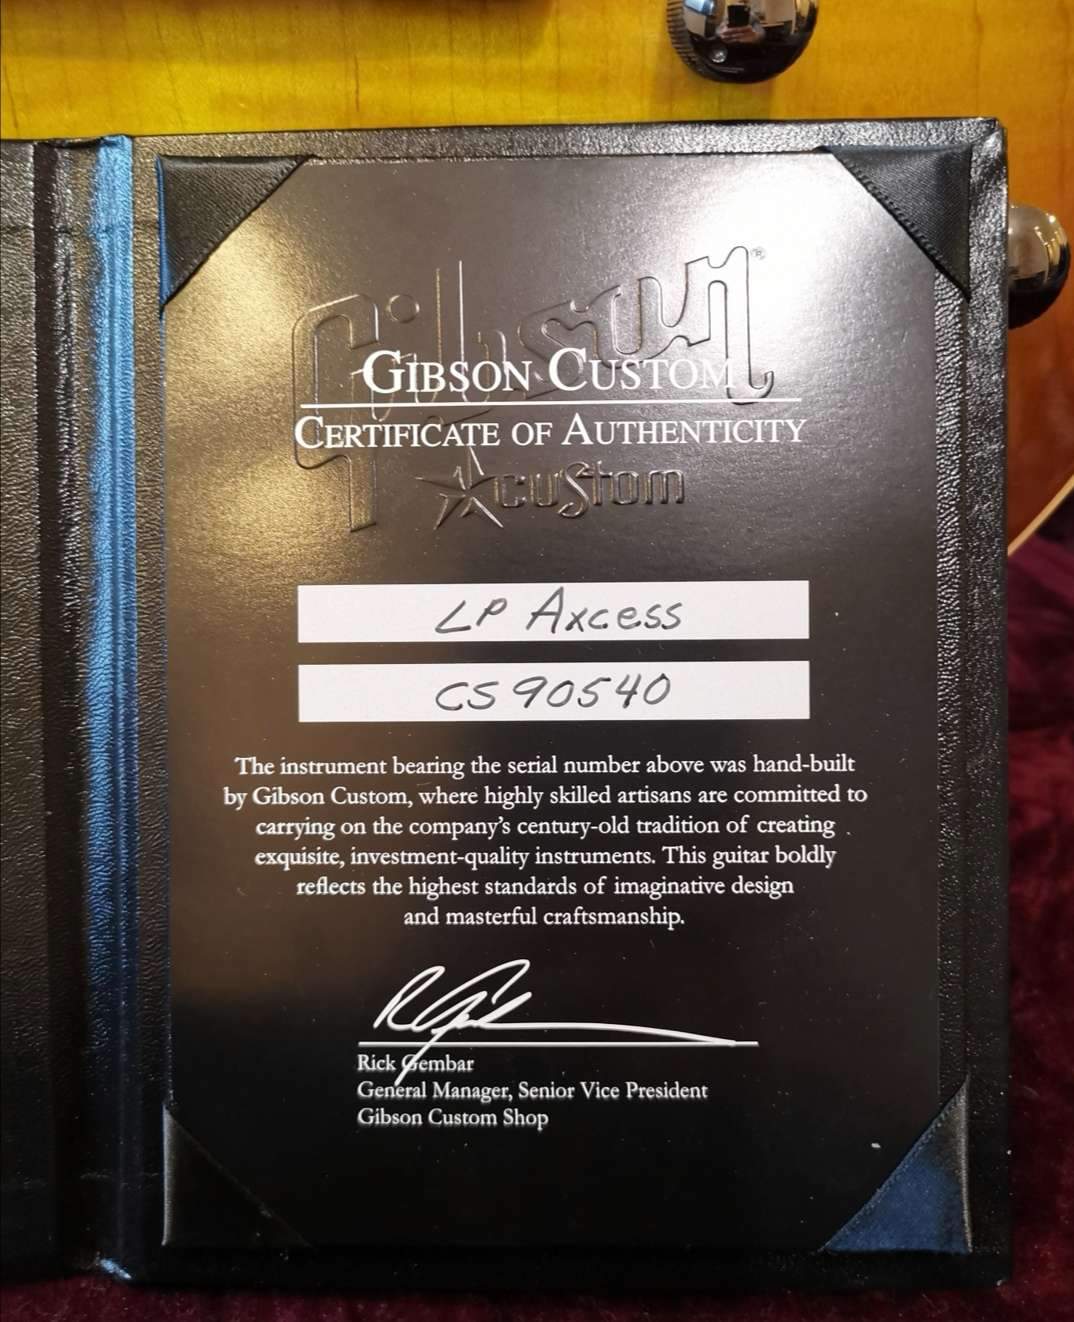 Gibson®
GIBSON CUSTOM
CERTIFICATE OF AUTHENTICITY
custom
LP Axcess
CS 90540
The instrument bearing the serial number above was hand-built
by Gibson Custom, where highly skilled artisans are committed to
carrying on the company's century-old tradition of creating
exquisite, investment-quality instruments. This guitar boldly
reflects the highest standards of imaginative design
and masterful craftsmanship.
Rick Gembar
General Manager, Senior Vice President
Gibson Custom Shop